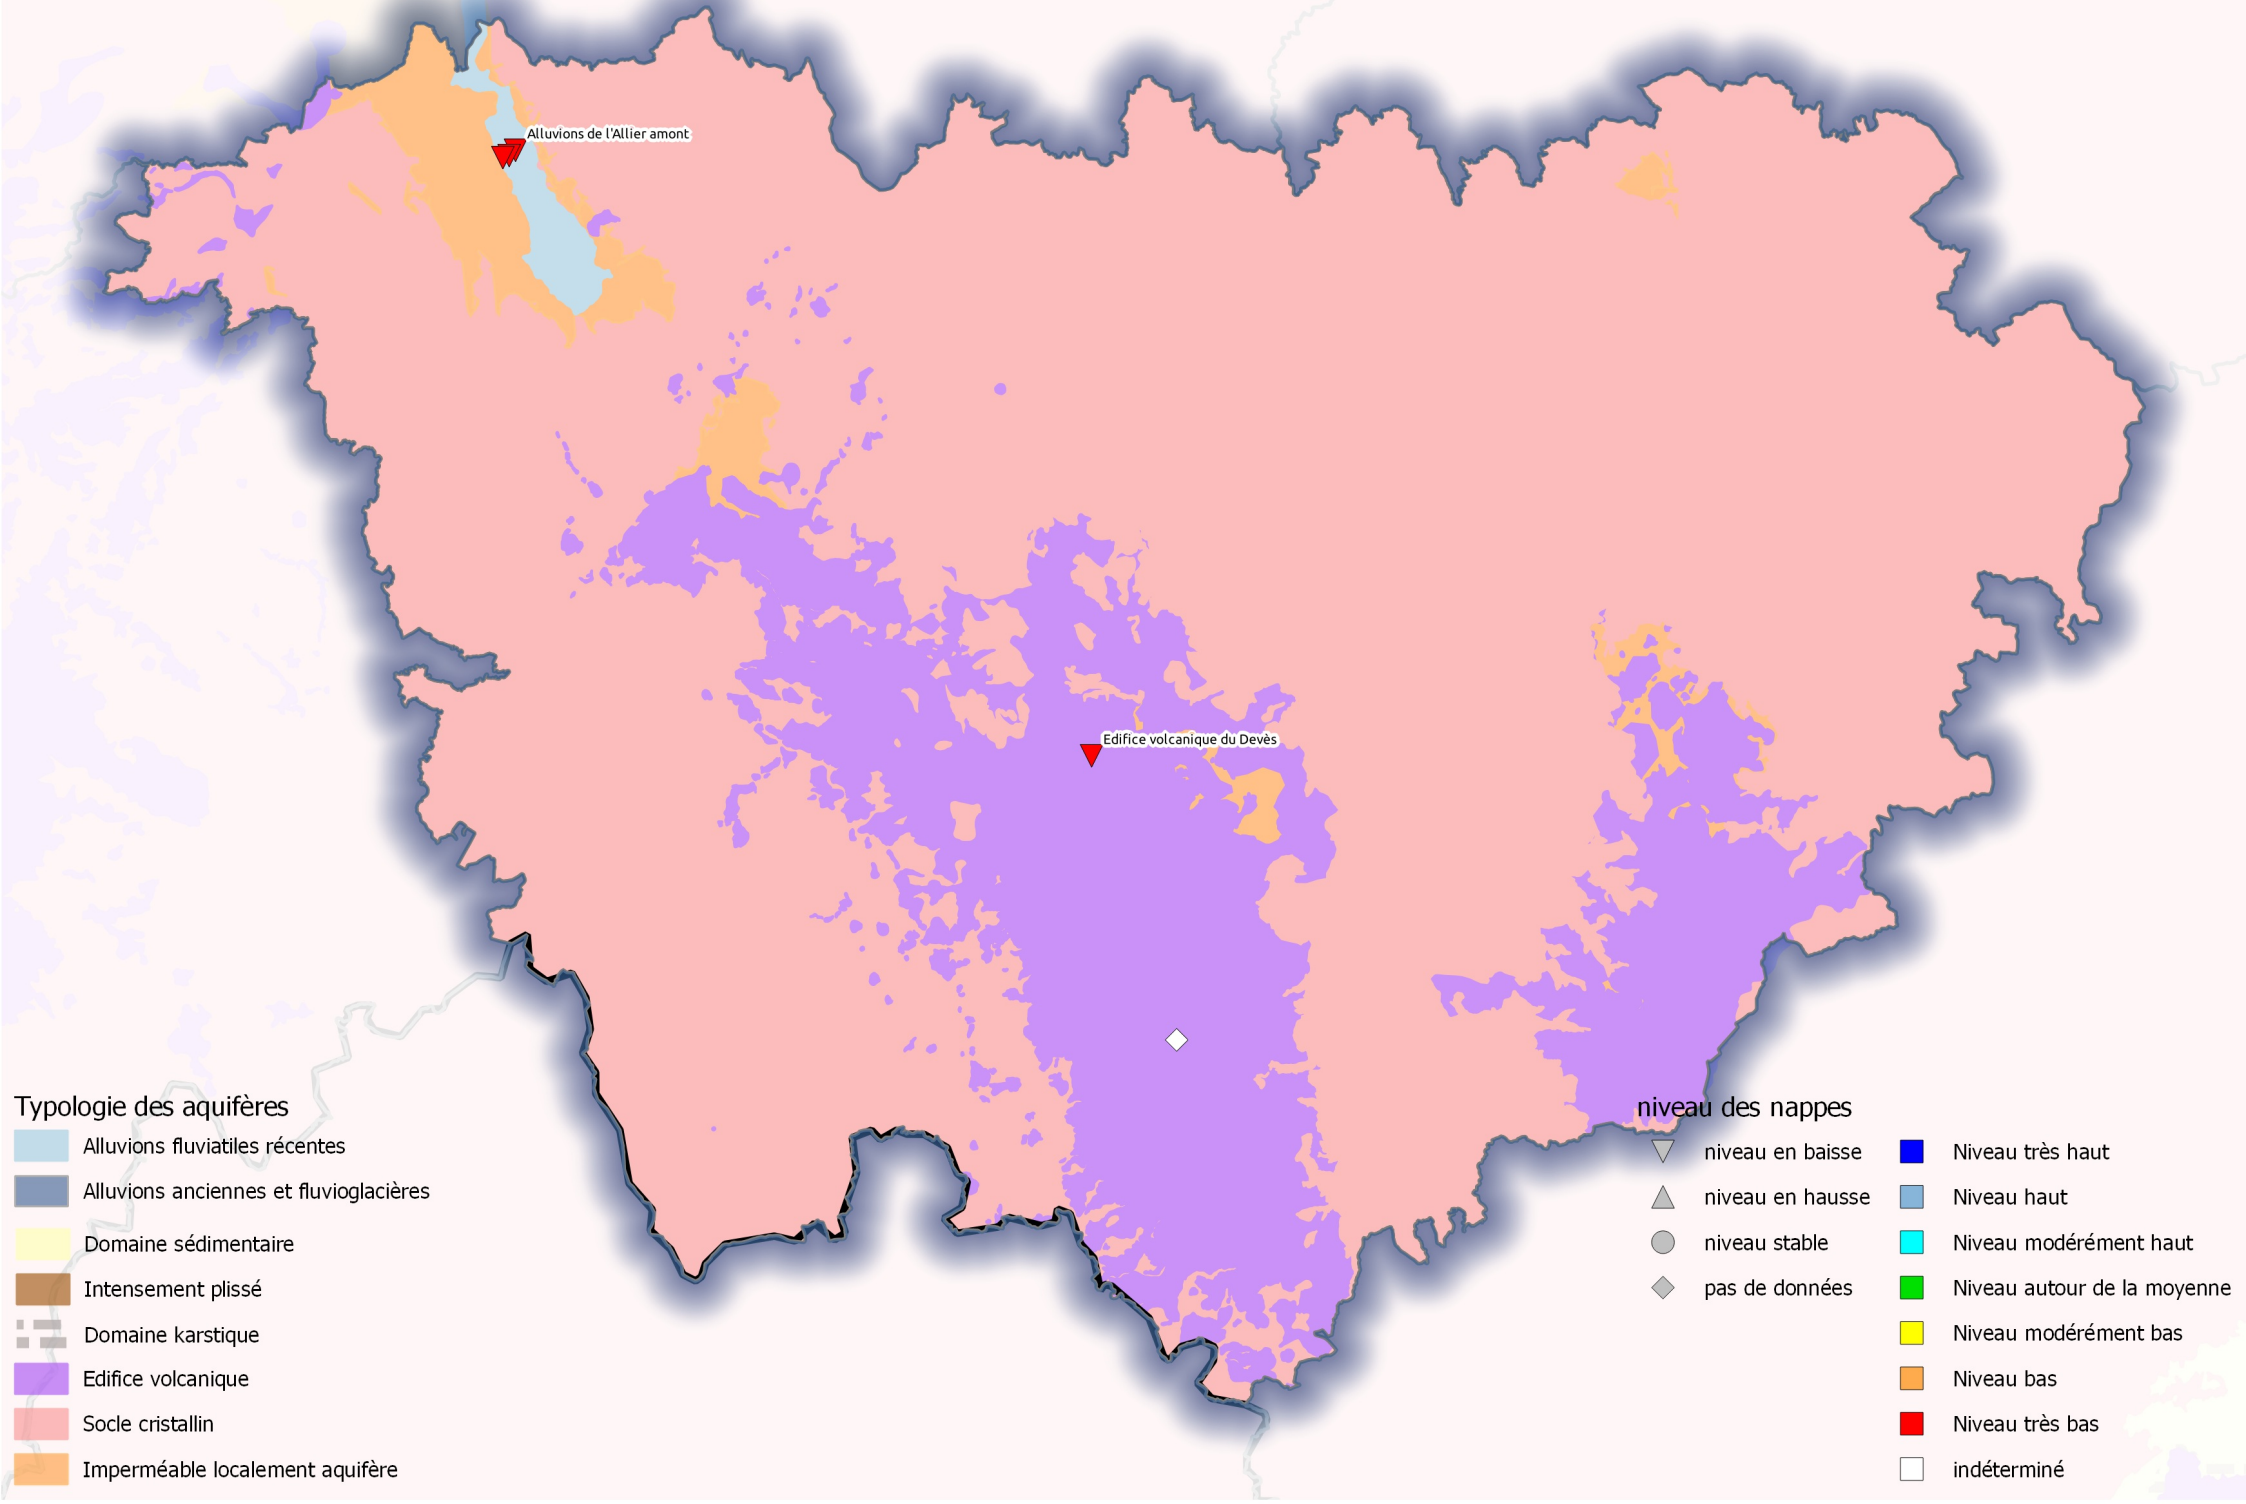 Alluvions de l'Allier amont
Edifice volcanique du Devès
Typologie des aquifères
Alluvions fluviatiles récentes
Alluvions anciennes et fluvioglacières
Domaine sédimentaire
Intensement plissé
Domaine karstique
Edifice volcanique
Socle cristallin
Imperméable localement aquifère
niveau des nappes
niveau en baisse
niveau en hausse
niveau stable
pas de données
Niveau très haut
Niveau haut
Niveau modérément haut
Niveau autour de la moyenne
Niveau modérément bas
Niveau bas
Niveau très bas
indéterminé